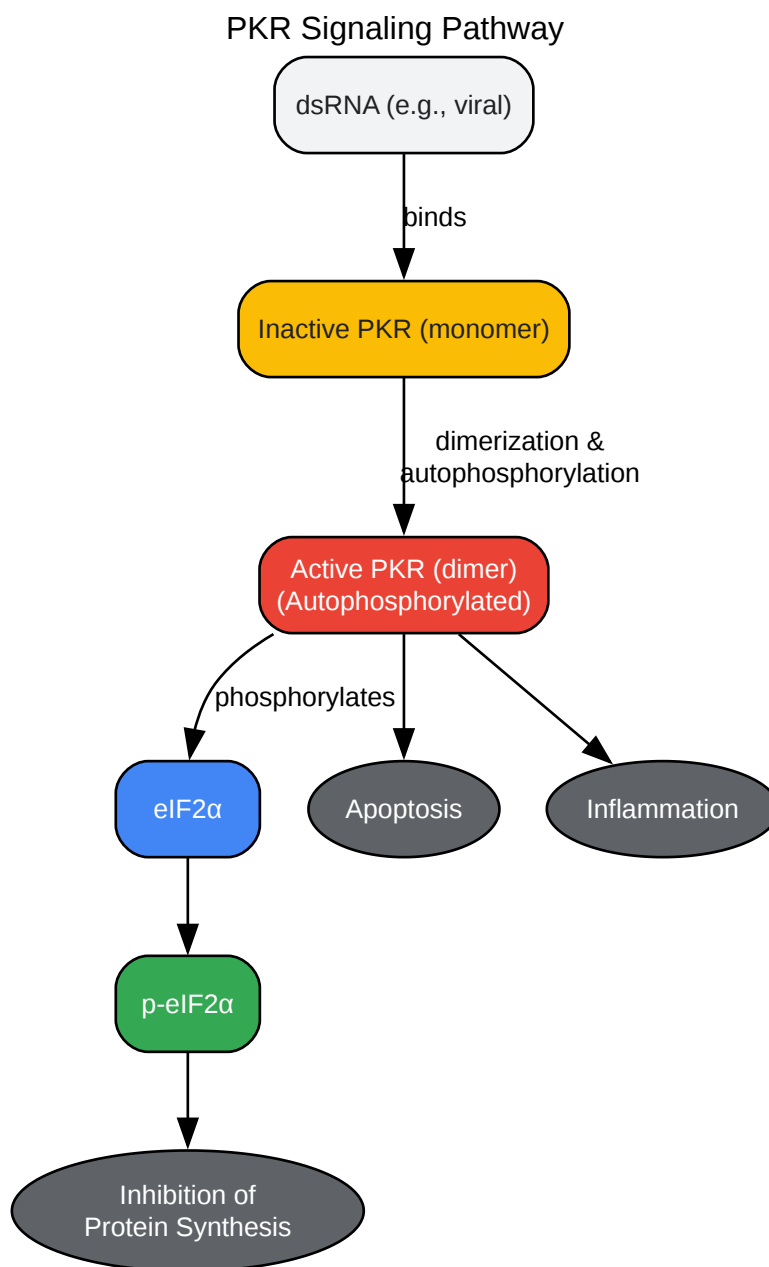 PKR Signaling Pathway
dsRNA (e.g., viral)
binds
Inactive PKR (monomer)
dimerization &
autophosphorylation
Active PKR (dimer)
(Autophosphorylated)
phosphorylates
eIF2α
Apoptosis
Inflammation
p-eIF2α
Inhibition of
Protein Synthesis